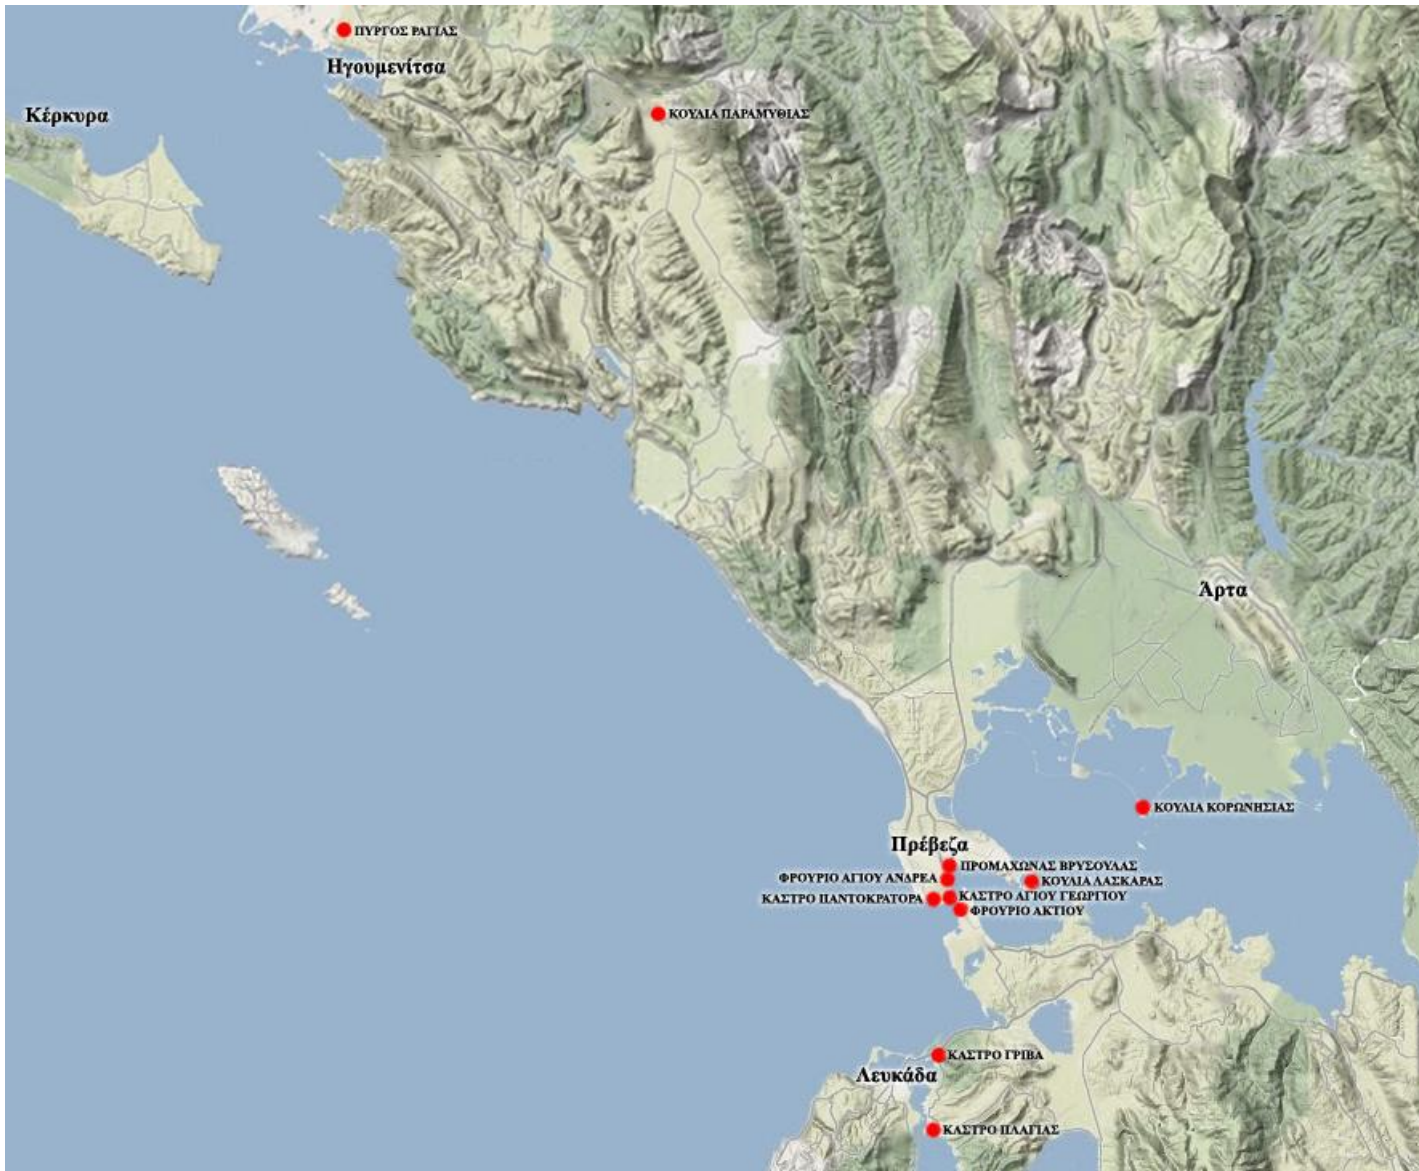 ΠΥΡΓΟΣ ΡΑΓΙΑΣ
Ηγουμενίτσα
Κέρκυρα
ΚΟΥΛΙΑ ΠΑΡΑΜΥΘΙΑΣ
Άρτα
ΚΟΥΛΙΑ ΚΟΡΩΝΗΣΙΑΣ
Πρέβεζα
ΠΡΟΜΑΧΩΝΑΣ ΒΡΥΣΟΥΛΑΣ
ΦΡΟΥΡΙΟ ΑΓΙΟΥ ΑΝΔΡΕΑ
ΚΟΥΛΙΑ ΛΑΣΚΑΡΑΣ
ΚΑΣΤΡΟ ΠΑΝΤΟΚΡΑΤΟΡΑ
ΚΑΣΤΡΟ ΑΓΙΟΥ ΓΕΩΡΓΙΟΥ
ΦΡΟΥΡΙΟ ΑΚΤΙΟΥ
ΚΑΣΤΡΟ ΓΡΙΒΑ
Λευκάδα
ΚΑΣΤΡΟ ΠΛΑΓΙΑΣ